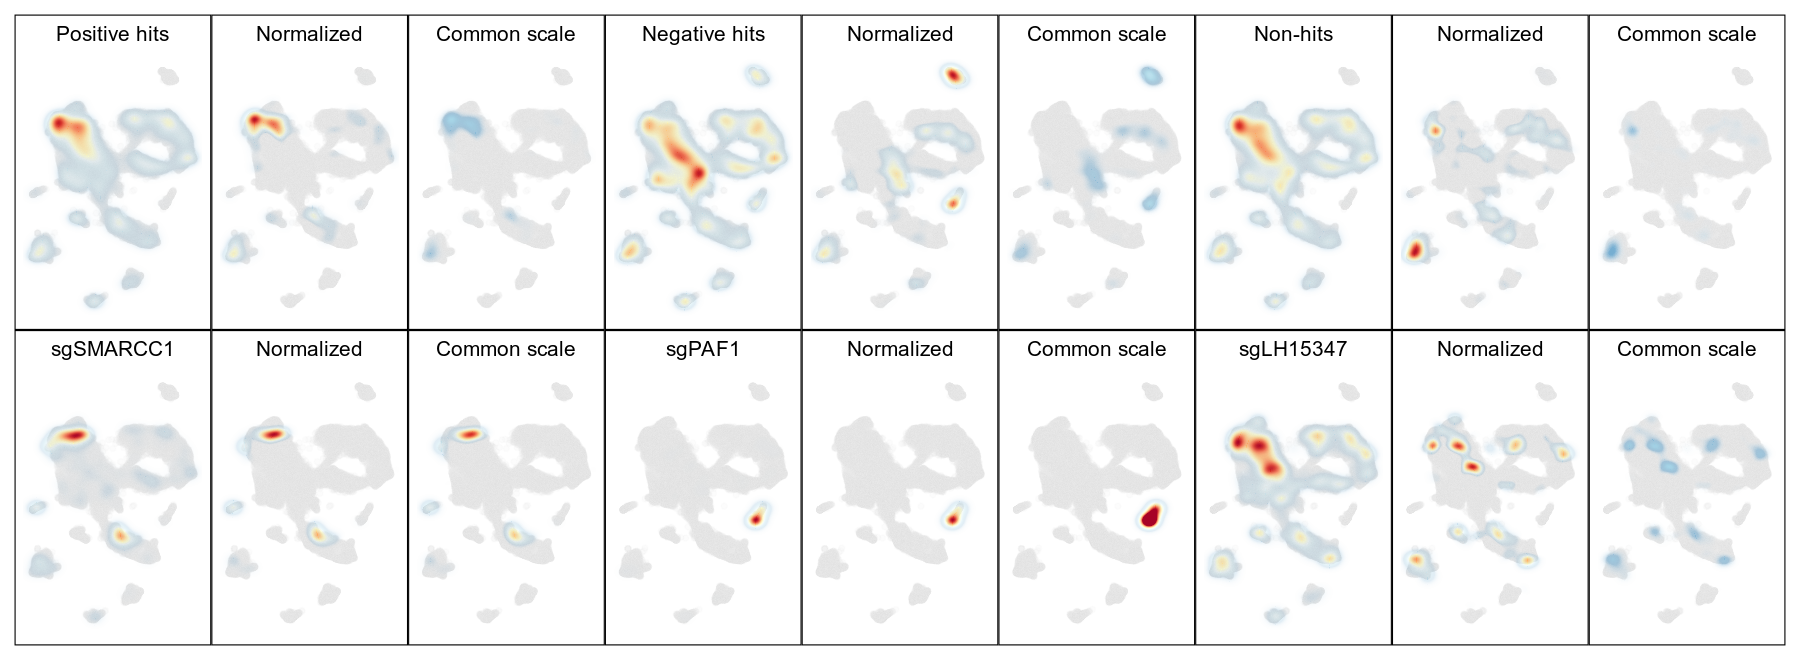 Positive hits
Normalized
Common scale
Negative hits
Normalized
Common scale
Non-hits
Normalized
Common scale
sgSMARCC1
Normalized
Common scale
sgPAF1
Normalized
Common scale
sgLH15347
Normalized
Common scale